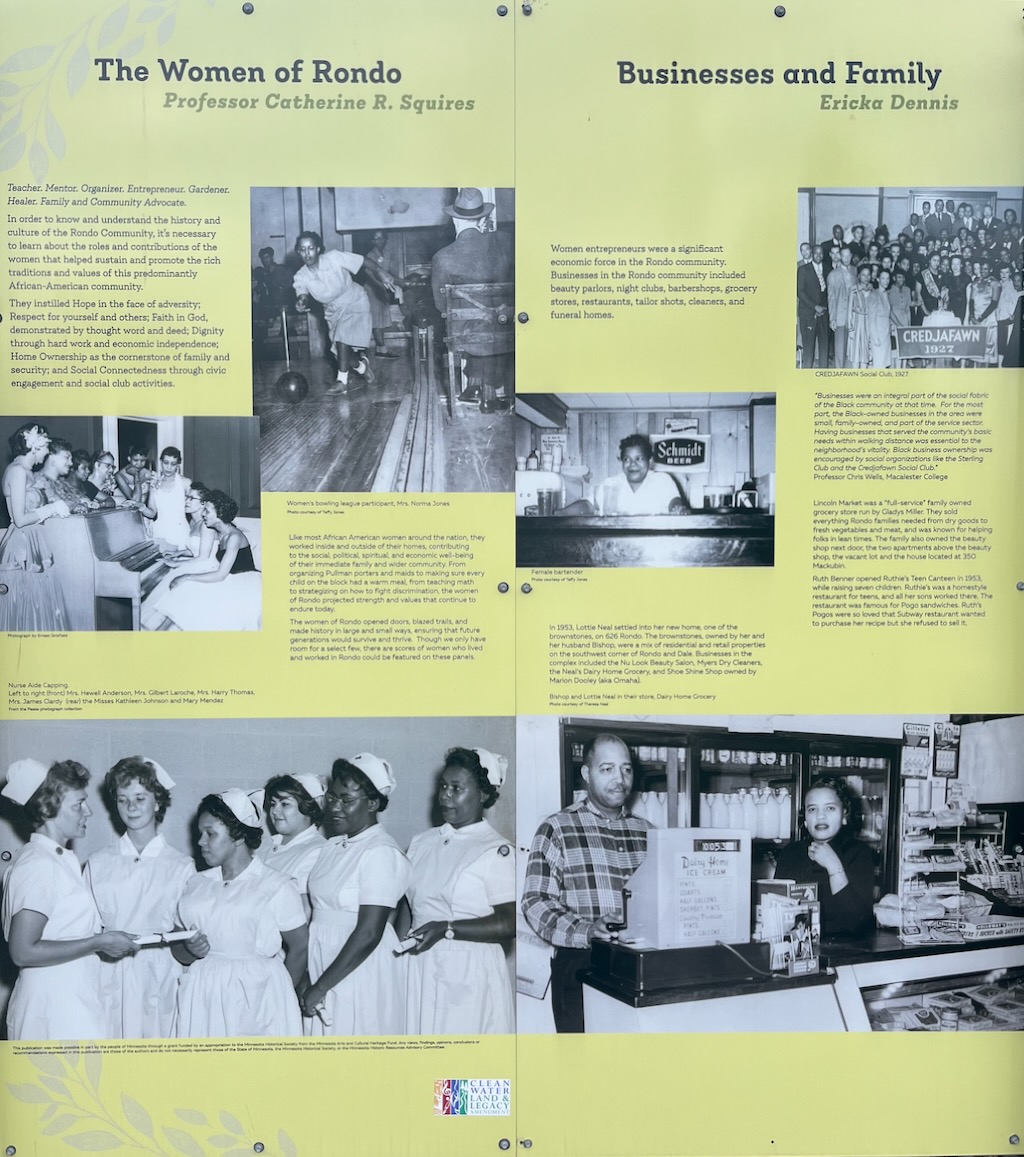 The Women of Rondo
Professor Catherine R. Squires
Teacher. Mentor. Organizer. Entrepreneur. Gardener.
Healer. Family and Community Advocate.
In order to know and understand the history and
culture of the Rondo Community, it's necessary
to learn about the roles and contributions of the
women that helped sustain and promote the rich
traditions and values of this predominantly
African-American community.
They instilled Hope in the face of adversity;
Respect for yourself and others; Faith in God,
demonstrated by thought word and deed; Dignity
through hard work and economic independence;
Home Ownership as the cornerstone of family and
security; and Social Connectedness through civic
engagement and social club activities.
Women's bowling league participant, Mrs. Norma Jones
Photo courtesy of Teffy Jones
Like most African American women around the nation, they
worked inside and outside of their homes, contributing
to the social, political, spiritual, and economic well-being
of their immediate family and wider community. From
organizing Pullman porters and maids to making sure every
child on the block had a warm meal, from teaching math
to strategizing on how to fight discrimination, the women
of Rondo projected strength and values that continue to
endure today.
The women of Rondo opened doors, blazed trails, and
made history in large and small ways, ensuring that future
generations would survive and thrive. Though we only have
room for a select few, there are scores of women who lived
and worked in Rondo could be featured on these panels.
Photograph by Ernest
Nurse Aide Capping.
Left to right (front) Mrs. Hewell Anderson, Mrs. Gilbert Laroche, Mrs. Harry Thomas,
Mrs. James Clardy (rear) the Misses Kathleen Johnson and Mary Mendez
From the Pease photograph collection
This publication was made possible in part by the people of Minnesota through a grant funded by an appropriation to the Minnesota Historical Society from the Minnesota Arts and Cultural Heritage Fund. Any views, findings, opinions, conclusions or
recommendations expressed in this publication are those of the authors and do not necessarily represent those of the State of Minnesota, the Minnesota Historical Society, or the Minnesota Historic Resources Advisory Committee.
CLEAN
WATER
LAND &
LEGACY
AMENDMENT
Businesses and Family
Ericka Dennis
Women entrepreneurs were a significant
economic force in the Rondo community.
Businesses in the Rondo community included
beauty parlors, night clubs, barbershops, grocery
stores, restaurants, tailor shots, cleaners, and
funeral homes.
CREDJAFAWN
1927
CREDJAFAWN Social Club, 1927
"Businesses were an integral part of the social fabric
of the Black community at that time. For the most
part, the Black-owned businesses in the area were
small, family-owned, and part of the service sector.
Having businesses that served the community's basic
needs within walking distance was essential to the
neighborhood's vitality. Black business ownership was
encouraged by social organizations like the Sterling
Club and the Credjafawn Social Club."
Professor Chris Wells, Macalester College
Lincoln Market was a "full-service" family owned
grocery store run by Gladys Miller. They sold
everything Rondo families needed from dry goods to
fresh vegetables and meat, and was known for helping
folks in lean times. The family also owned the beauty
shop next door, the two apartments above the beauty
shop, the vacant lot and the house located at 350
Mackubin.
Ruth Benner opened Ruthie's Teen Canteen in 1953,
while raising seven children. Ruthie's was a homestyle
restaurant for teens, and all her sons worked there. The
restaurant was famous for Pogo sandwiches. Ruth's
Pogos were so loved that Subway restaurant wanted
to purchase her recipe but she refused to sell it.
Schmidt
BEER
Female bartender
Photo courtesy of Teffy Jones
In 1953, Lottie Neal settled into her new home, one of the
brownstones, on 626 Rondo. The brownstones, owned by her and
her husband Bishop, were a mix of residential and retail properties
on the southwest corner of Rondo and Dale. Businesses in the
complex included the Nu Look Beauty Salon, Myers Dry Cleaners,
the Neal's Dairy Home Grocery, and Shoe Shine Shop owned by
Marion Dooley (aka Omaha).
Bishop and Lottie Neal in their store, Dairy Home Grocery
Photo courtesy of Theresa Neal
Gillette
Dairy Home
ICE CREAM
PINTS
QUARTS
HALF GALLONS
SHERBET PINTS
PINTS
HALF GALLONS